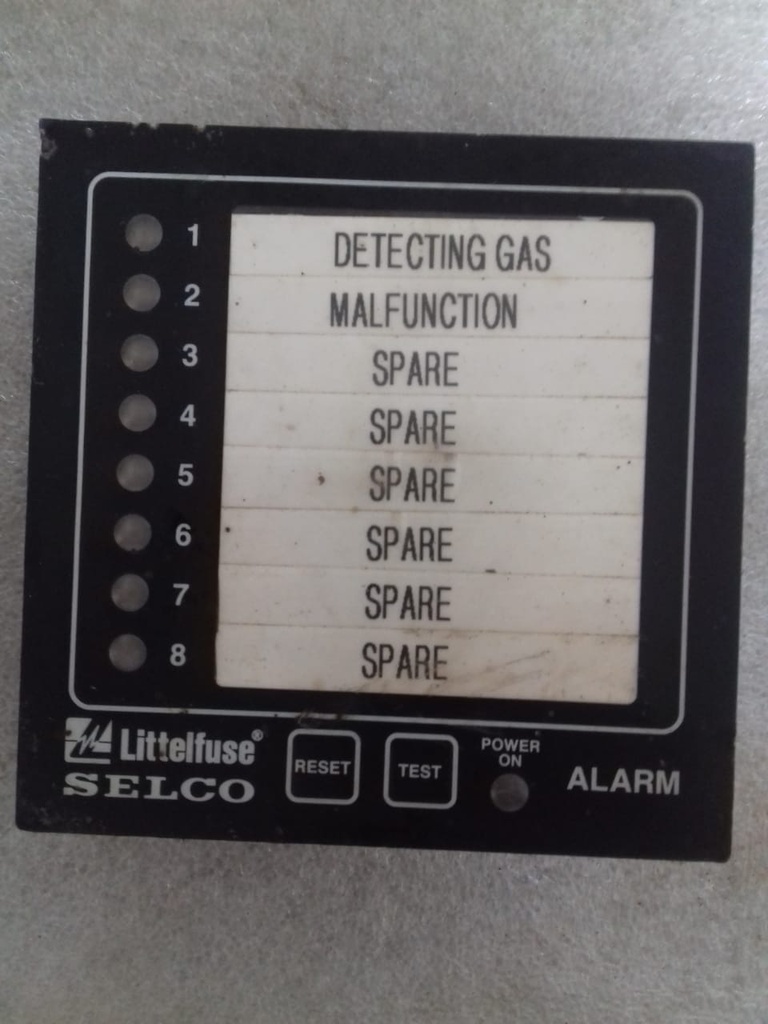 1 DETECTING GAS
2 MALFUNCTION
3 SPARE
4 SPARE
5 SPARE
6 SPARE
7 SPARE
8 SPARE
Littelfuse®
SELCO
RESET
TEST
POWER
ON
ALARM